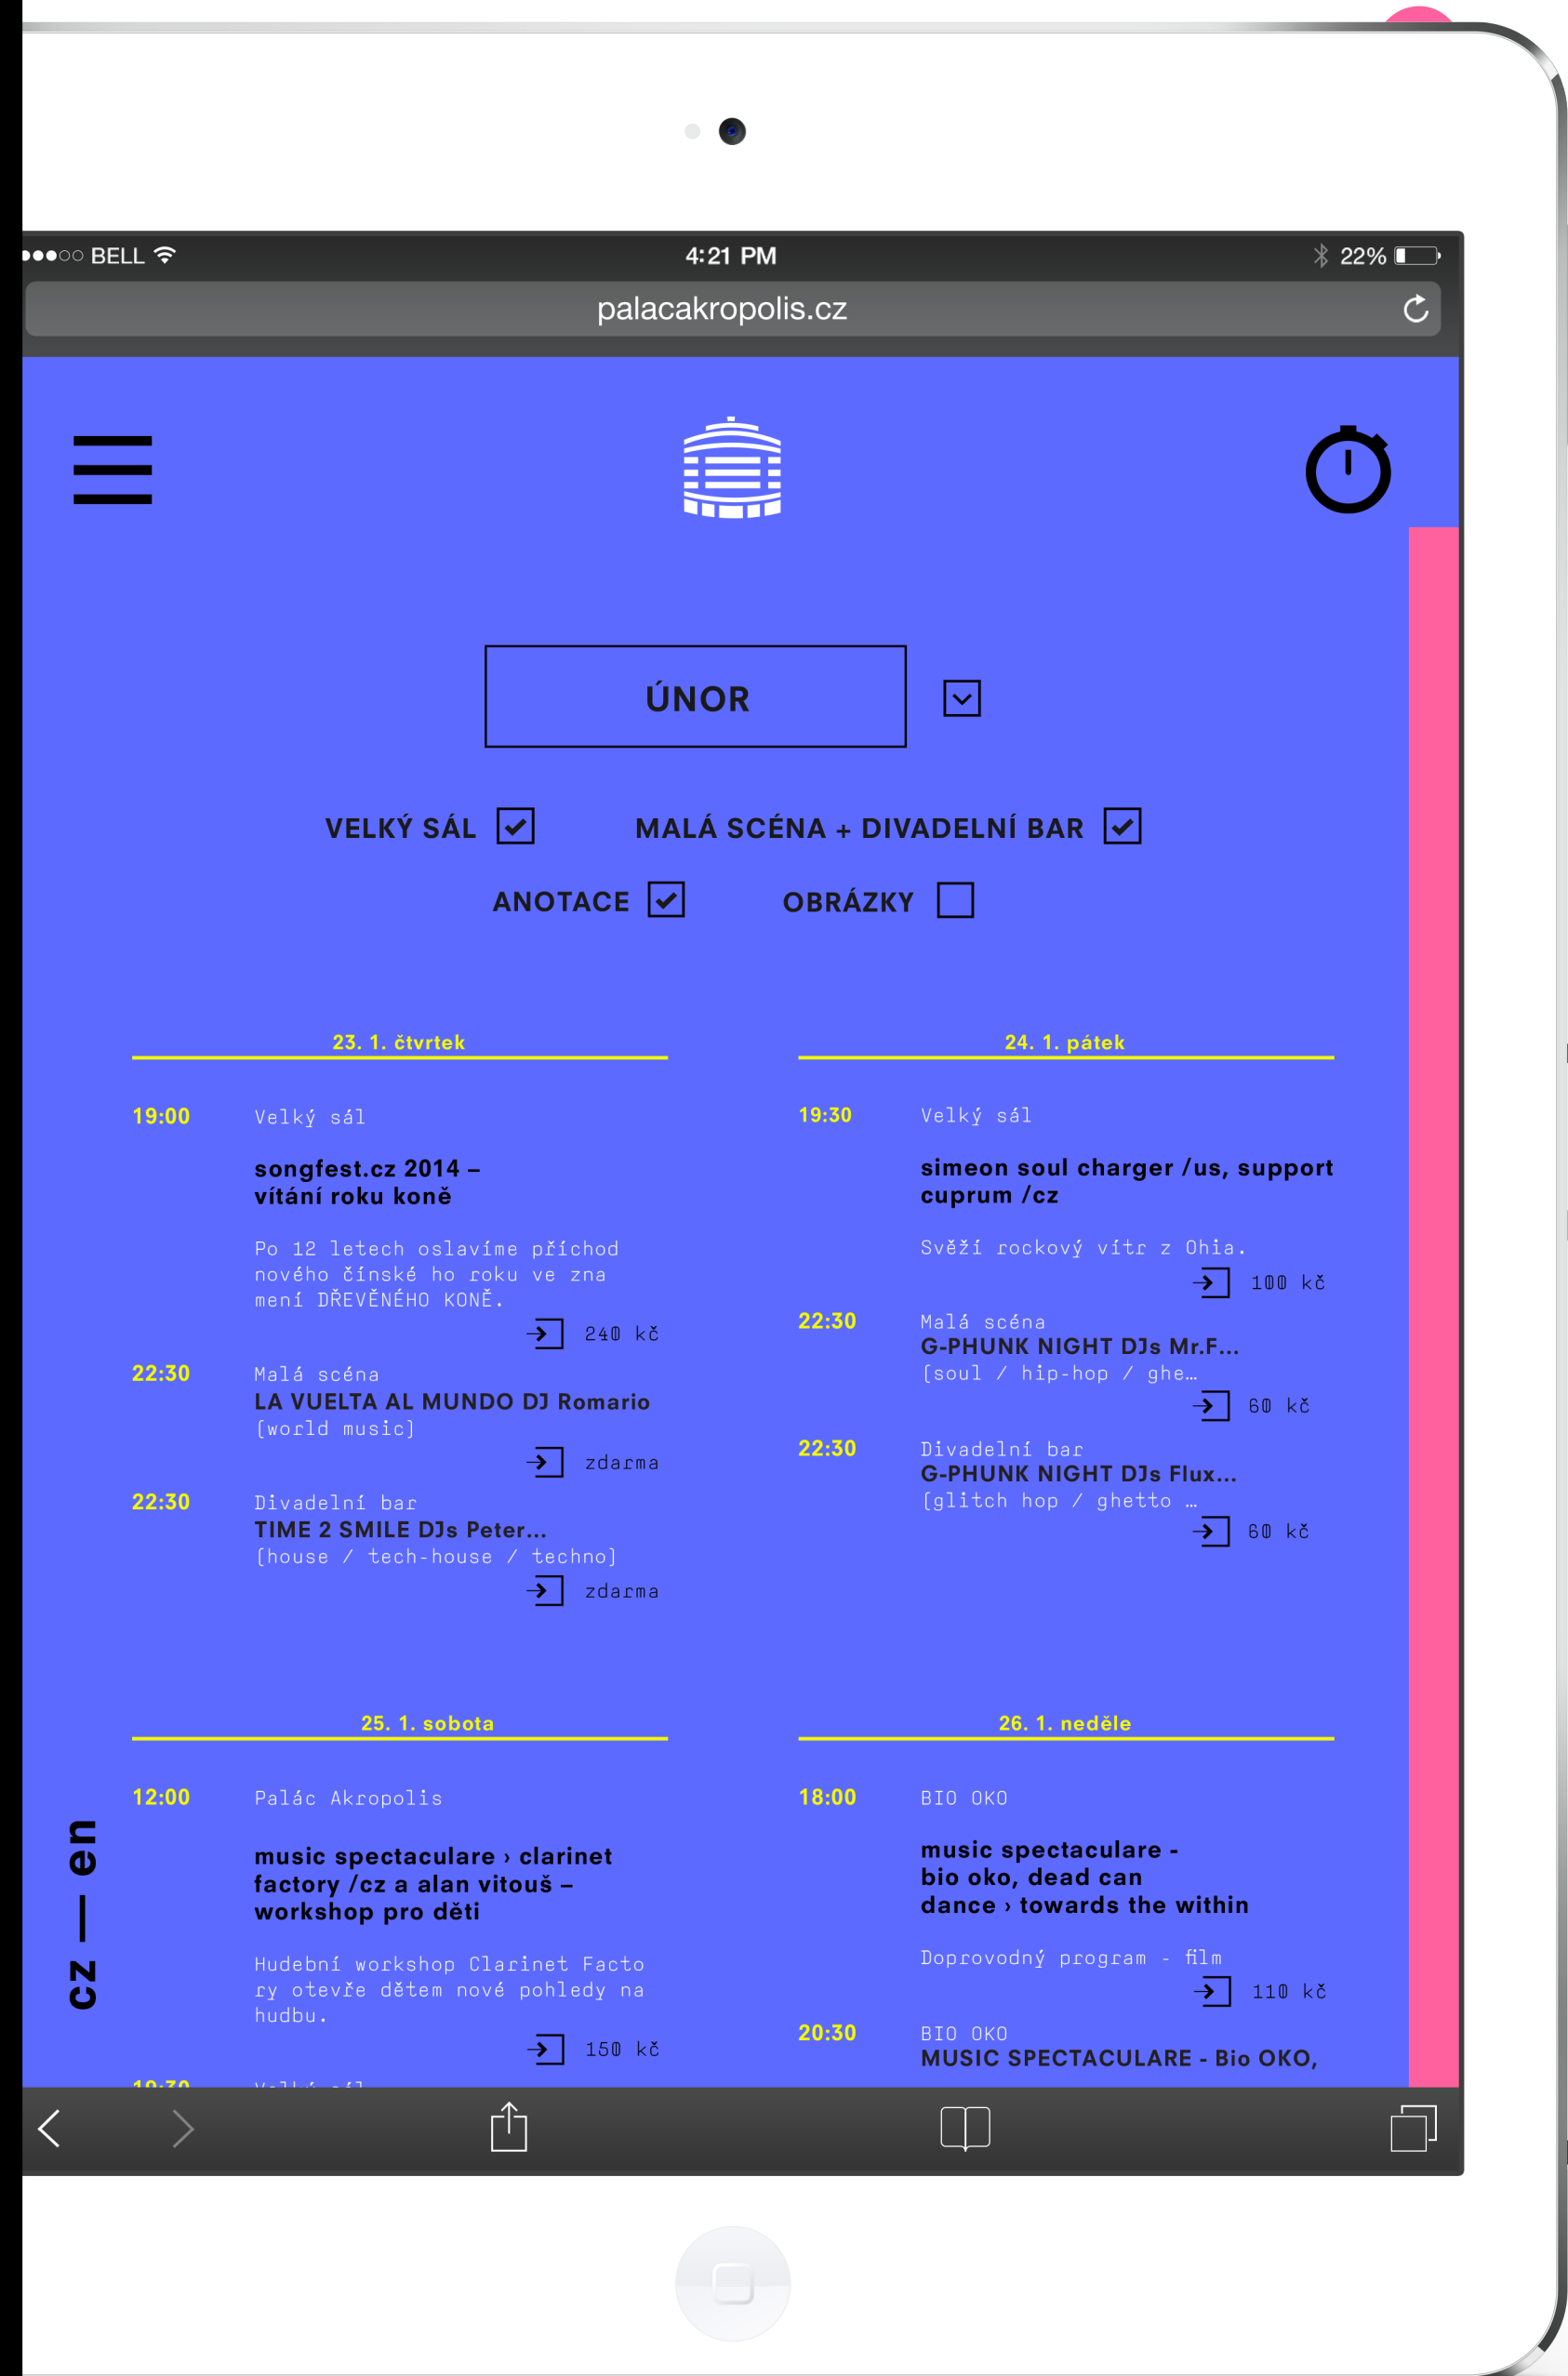 BELL
4:21 PM
22%
palacakropolis.cz
ÚNOR
VELKÝ SÁL
MALÁ SCÉNA + DIVADELNÍ BAR
ANOTACE
OBRÁZKY
23. 1. čtvrtek
19:00 Velký sál
songfest.cz 2014 –
vítání roku koně
Po 12 letech oslavíme příchod
nového čínské ho roku ve zna
mení DŘEVĚNÉHO KONĚ.
240 kč
22:30 Malá scéna
LA VUELTA AL MUNDO DJ Romario
(world music)
zdarma
22:30 Divadelní bar
TIME 2 SMILE DJs Peter...
(house / tech-house / techno)
zdarma
24. 1. pátek
19:30 Velký sál
simeon soul charger /us, support
cuprum /cz
Svěží rockový vítr z Ohia.
100 kč
22:30 Malá scéna
G-PHUNK NIGHT DJs Mr.F...
(soul / hip-hop / ghe…
60 kč
22:30 Divadelní bar
G-PHUNK NIGHT DJs Flux...
(glitch hop / ghetto …
60 kč
25. 1. sobota
12:00 Palác Akropolis
music spectaculare › clarinet
factory /cz a alan vitouš –
workshop pro děti
Hudební workshop Clarinet Facto
ry otevře dětem nové pohledy na
hudbu.
150 kč
26. 1. neděle
18:00 BIO OKO
music spectaculare -
bio oko, dead can
dance › towards the within
Doprovodný program - film
110 kč
20:30 BIO OKO
MUSIC SPECTACULARE - Bio OKO,
cz — en